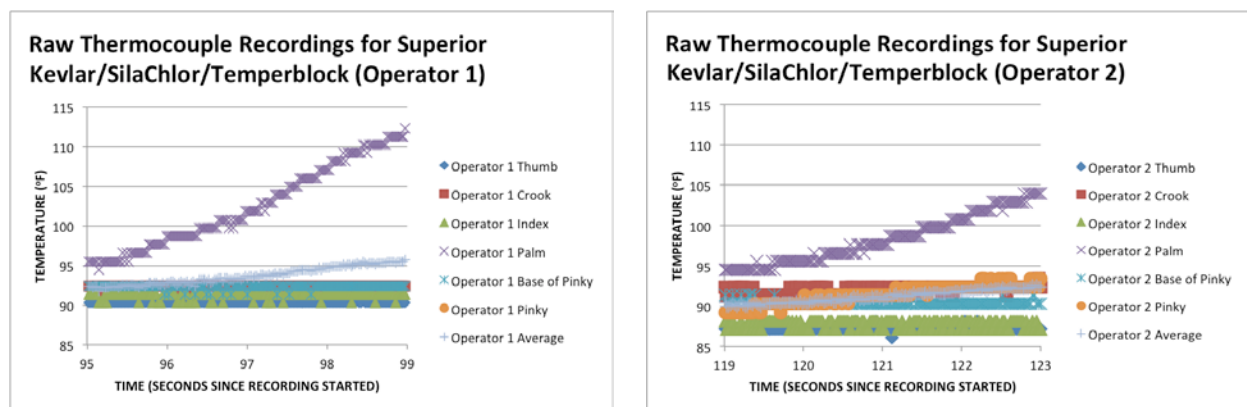 Raw Thermocouple Recordings for Superior
Kevlar/SilaChlor/Temperblock (Operator 1)
TEMPERATURE (ºF)
115
110
105
100
95
90
85
95
96
97
98
99
TIME (SECONDS SINCE RECORDING STARTED)
Operator 1 Thumb
Operator 1 Crook
Operator 1 Index
Operator 1 Palm
Operator 1 Base of Pinky
Operator 1 Pinky
Operator 1 Average
Raw Thermocouple Recordings for Superior
Kevlar/SilaChlor/Temperblock (Operator 2)
TEMPERATURE (ºF)
115
110
105
100
95
90
85
119
120
121
122
123
TIME (SECONDS SINCE RECORDING STARTED)
Operator 2 Thumb
Operator 2 Crook
Operator 2 Index
Operator 2 Palm
Operator 2 Base of Pinky
Operator 2 Pinky
Operator 2 Average